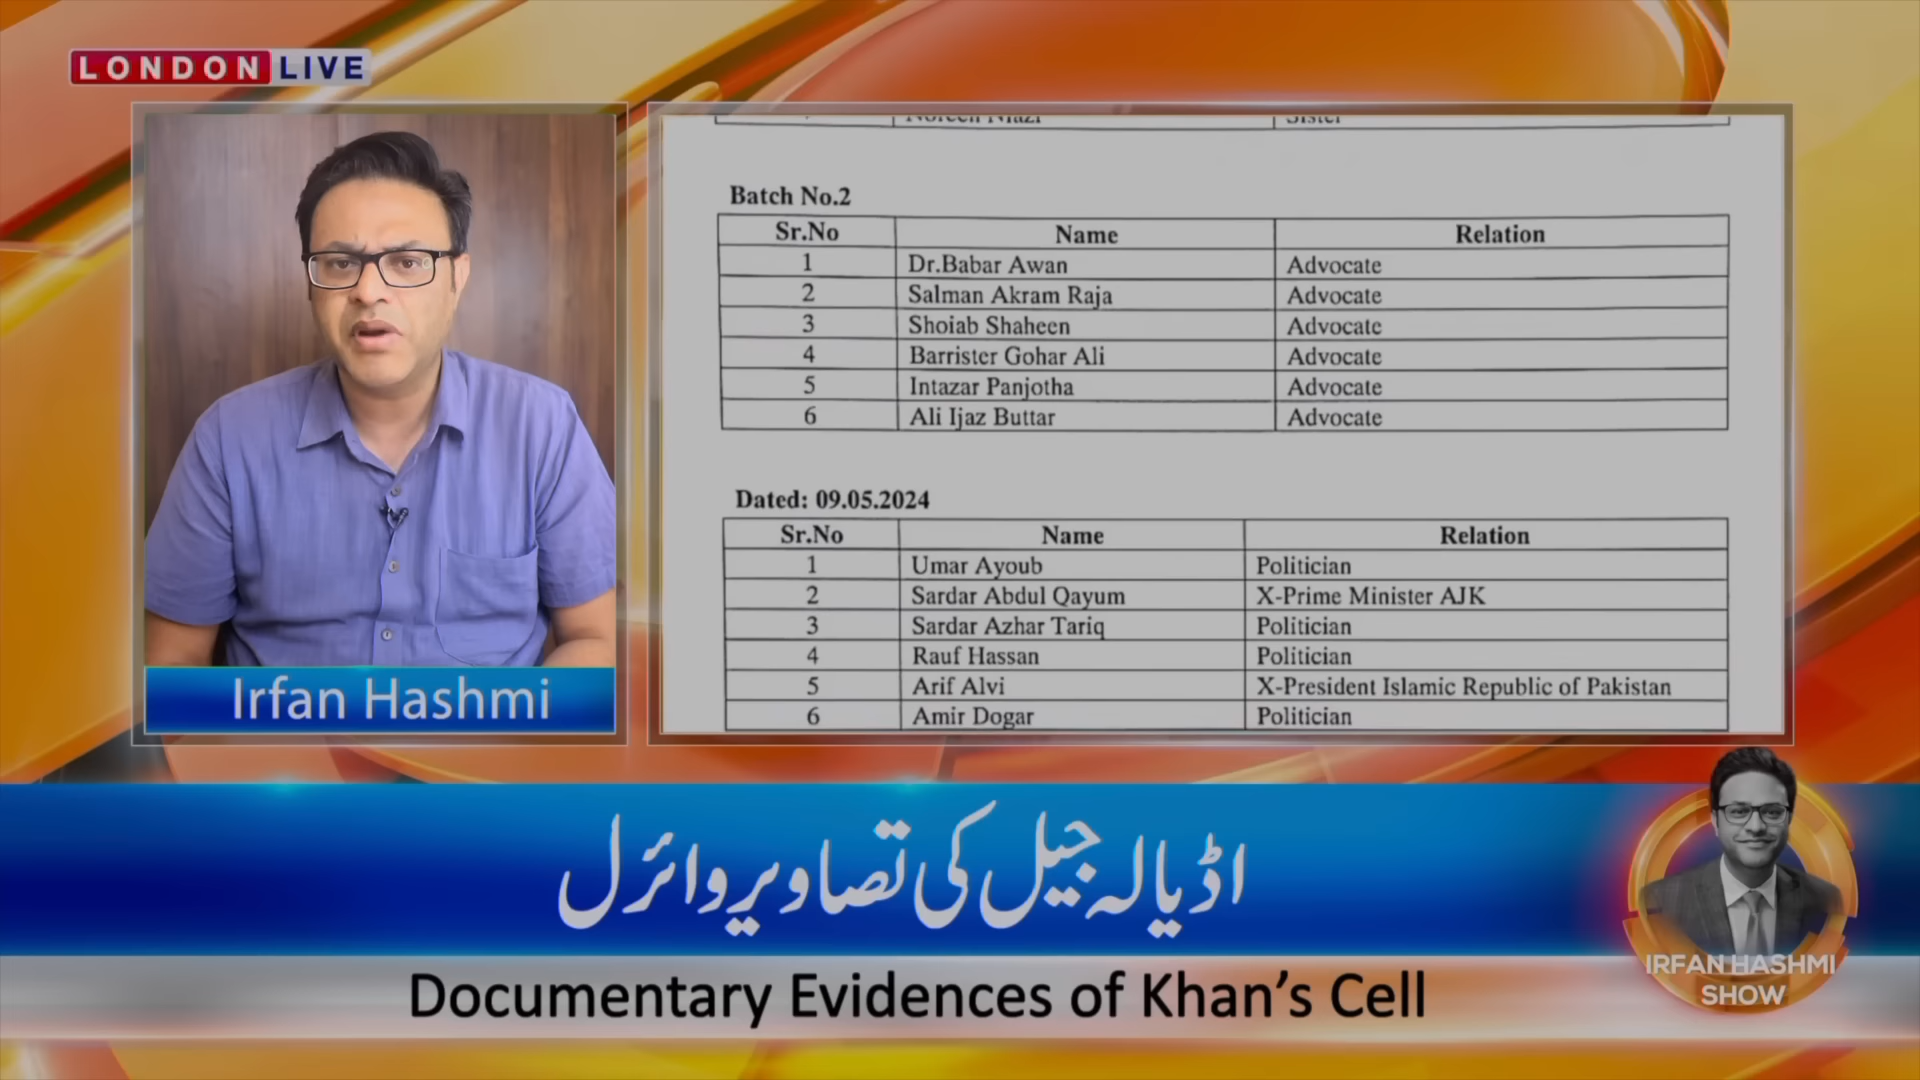 LONDON LIVE
Noreen Niazi Sister
Batch No.2
Sr.No Name Relation
1 Dr.Babar Awan Advocate
2 Salman Akram Raja Advocate
3 Shoiab Shaheen Advocate
4 Barrister Gohar Ali Advocate
5 Intazar Panjotha Advocate
6 Ali Ijaz Buttar Advocate
Dated: 09.05.2024
Sr.No Name Relation
1 Umar Ayoub Politician
2 Sardar Abdul Qayum X-Prime Minister AJK
3 Sardar Azhar Tariq Politician
4 Rauf Hassan Politician
5 Arif Alvi X-President Islamic Republic of Pakistan
6 Amir Dogar Politician
Irfan Hashmi
اڈیالہ جیل کی تصاویر وائرل
Documentary Evidences of Khan's Cell
IRFAN HASHMI
SHOW